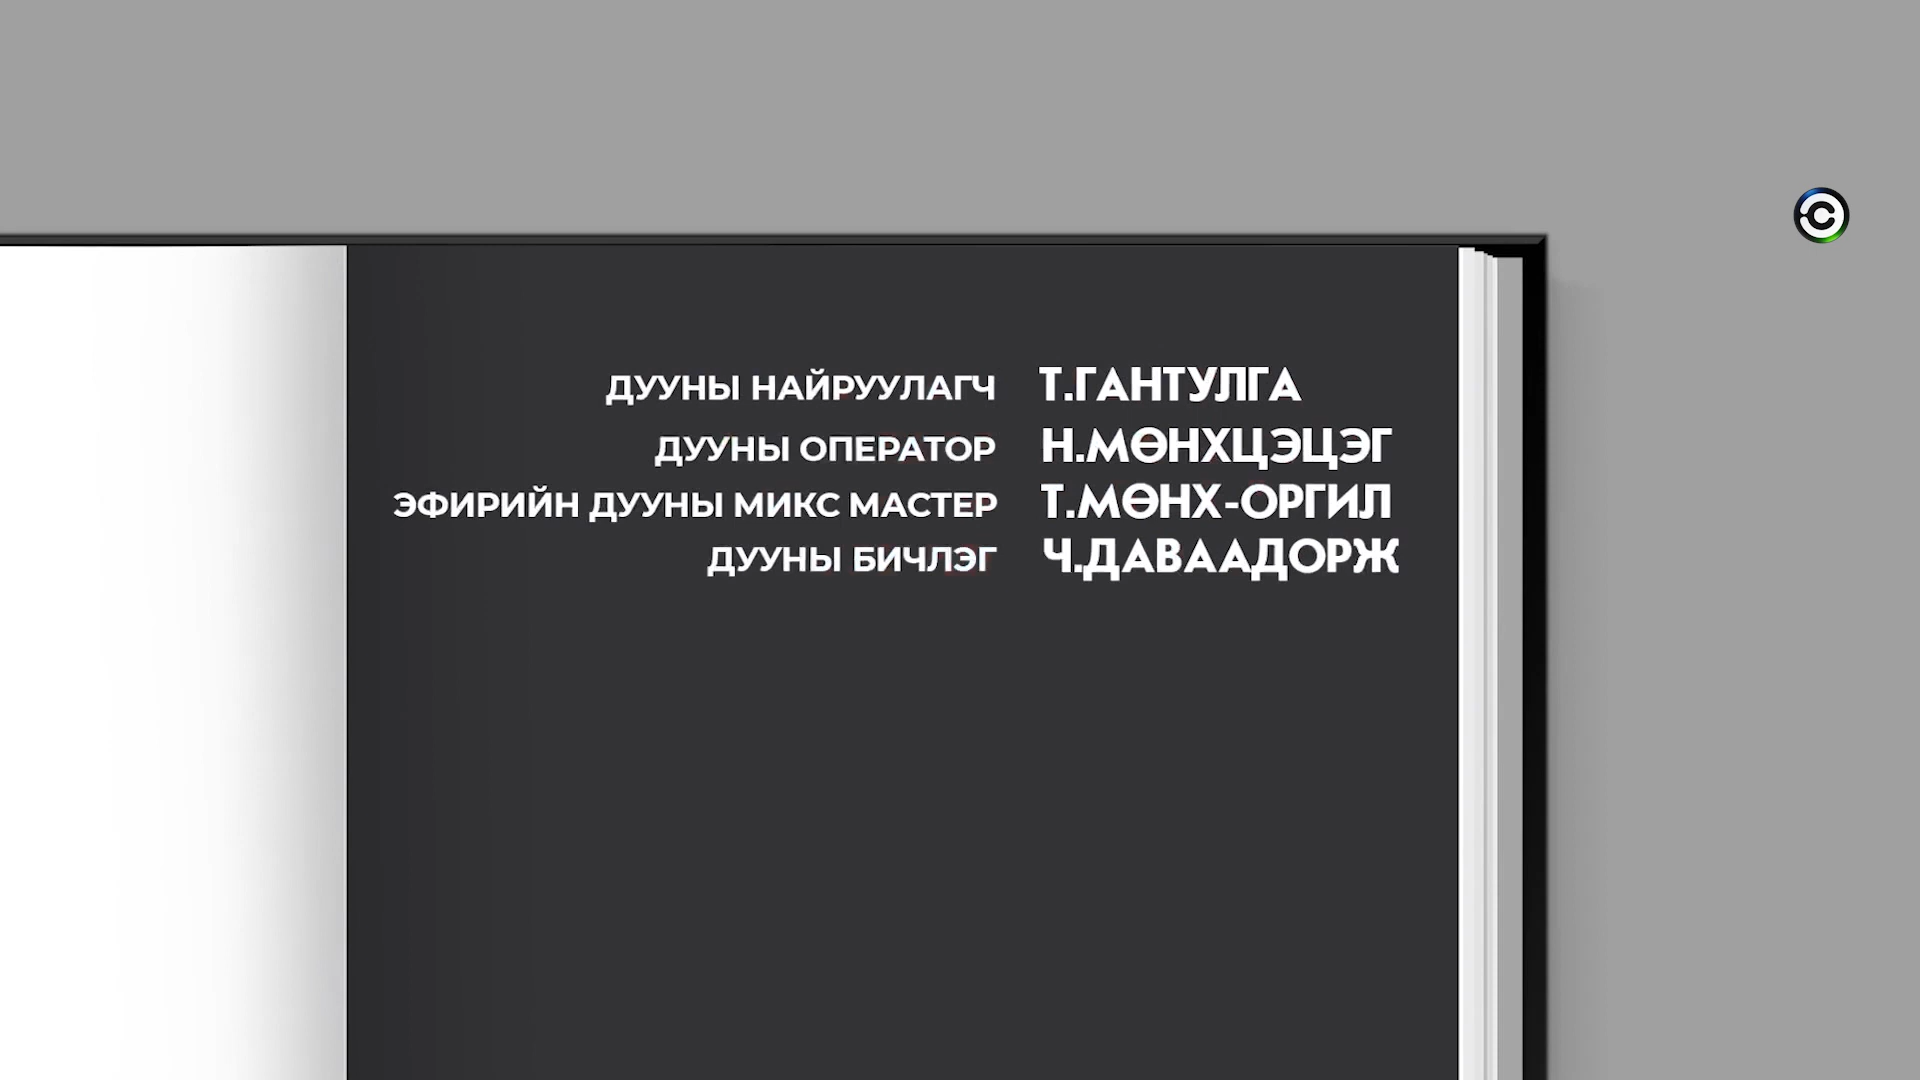 ДУУНЫ НАЙРУУЛАГЧ Т.ГАНТУЛГА
ДУУНЫ ОПЕРАТОР Н.МӨНХЦЭЦЭГ
ЭФИРИЙН ДУУНЫ МИКС МАСТЕР Т.МӨНХ-ОРГИЛ
ДУУНЫ БИЧЛЭГ Ч.ДАВААДОРЖ